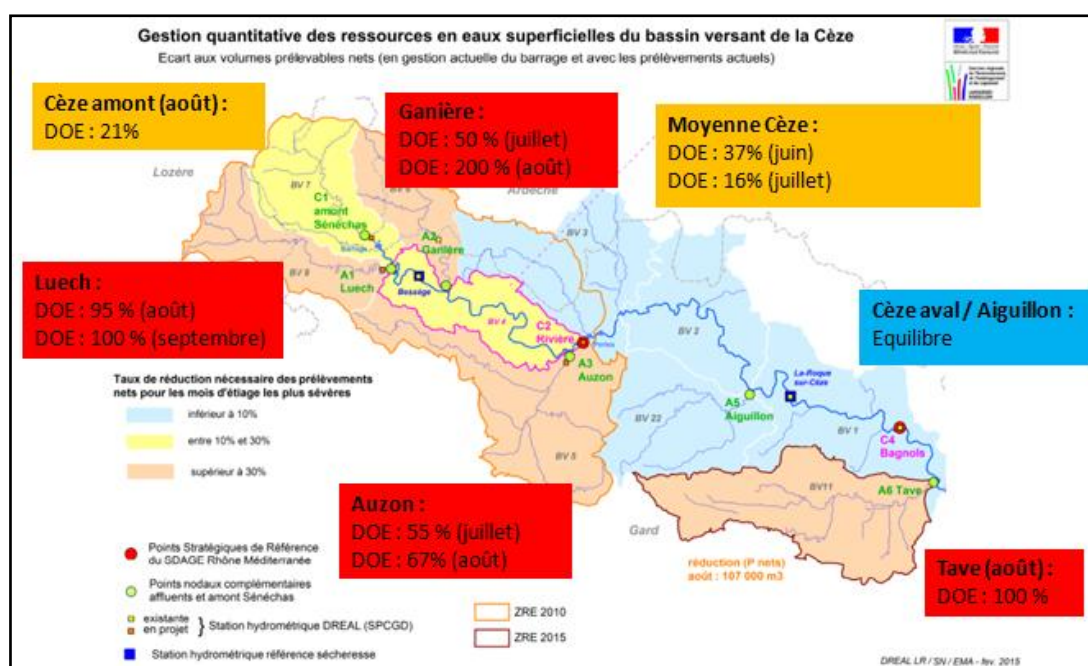 Gestion quantitative des ressources en eaux superficielles du bassin versant de la Cèze
Ecart aux volumes prélevables nets (en gestion actuelle du barrage et avec les prélèvements actuels)
Cèze amont (août) :
DOE : 21%
Ganière :
DOE : 50 % (juillet)
DOE : 200 % (août)
Moyenne Cèze :
DOE : 37% (juin)
DOE : 16% (juillet)
Lozère
Ardèche
BV 7
C1
amont
Sénéchas
BV 3
A2
Ganière
Luech :
DOE : 95 % (août)
DOE : 100 % (septembre)
A1
Luech
Bessège
BV 4
C2
Rivière
A3
Auzon
BV 2
Cèze aval / Aiguillon :
Equilibre
La-Roque
sur-Cèze
A5
Aiguillon
BV 22
BV 1
C4
Bagnols
BV 5
BV11
A6 Tave
Gard
Taux de réduction nécessaire des prélèvements
nets pour les mois d'étiage les plus sévères
inférieur à 10%
entre 10% et 30%
supérieur à 30%
Auzon :
DOE : 55 % (juillet)
DOE : 67% (août)
réduction (P nets)
août : 107 000 m3
Tave (août) :
DOE : 100 %
Points Stratégiques de Référence
du SDAGE Rhône Méditerranée
Points nodaux complémentaires
affluents et amont Sénéchas
existante
en projet
Station hydrométrique DREAL (SPCGD)
Station hydrométrique référence sécheresse
ZRE 2010
ZRE 2015
DREAL LR / SN / EMA - fev. 2015